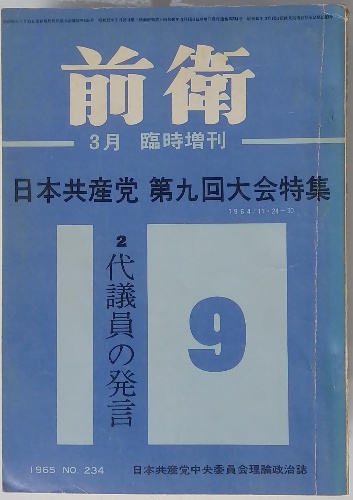 前衛
3月 臨時増刊
日本共産党 第九回大会特集
1964/11・24-30
2
代議員の発言
9
1965 NO. 234
日本共産党中央委員会理論政治誌